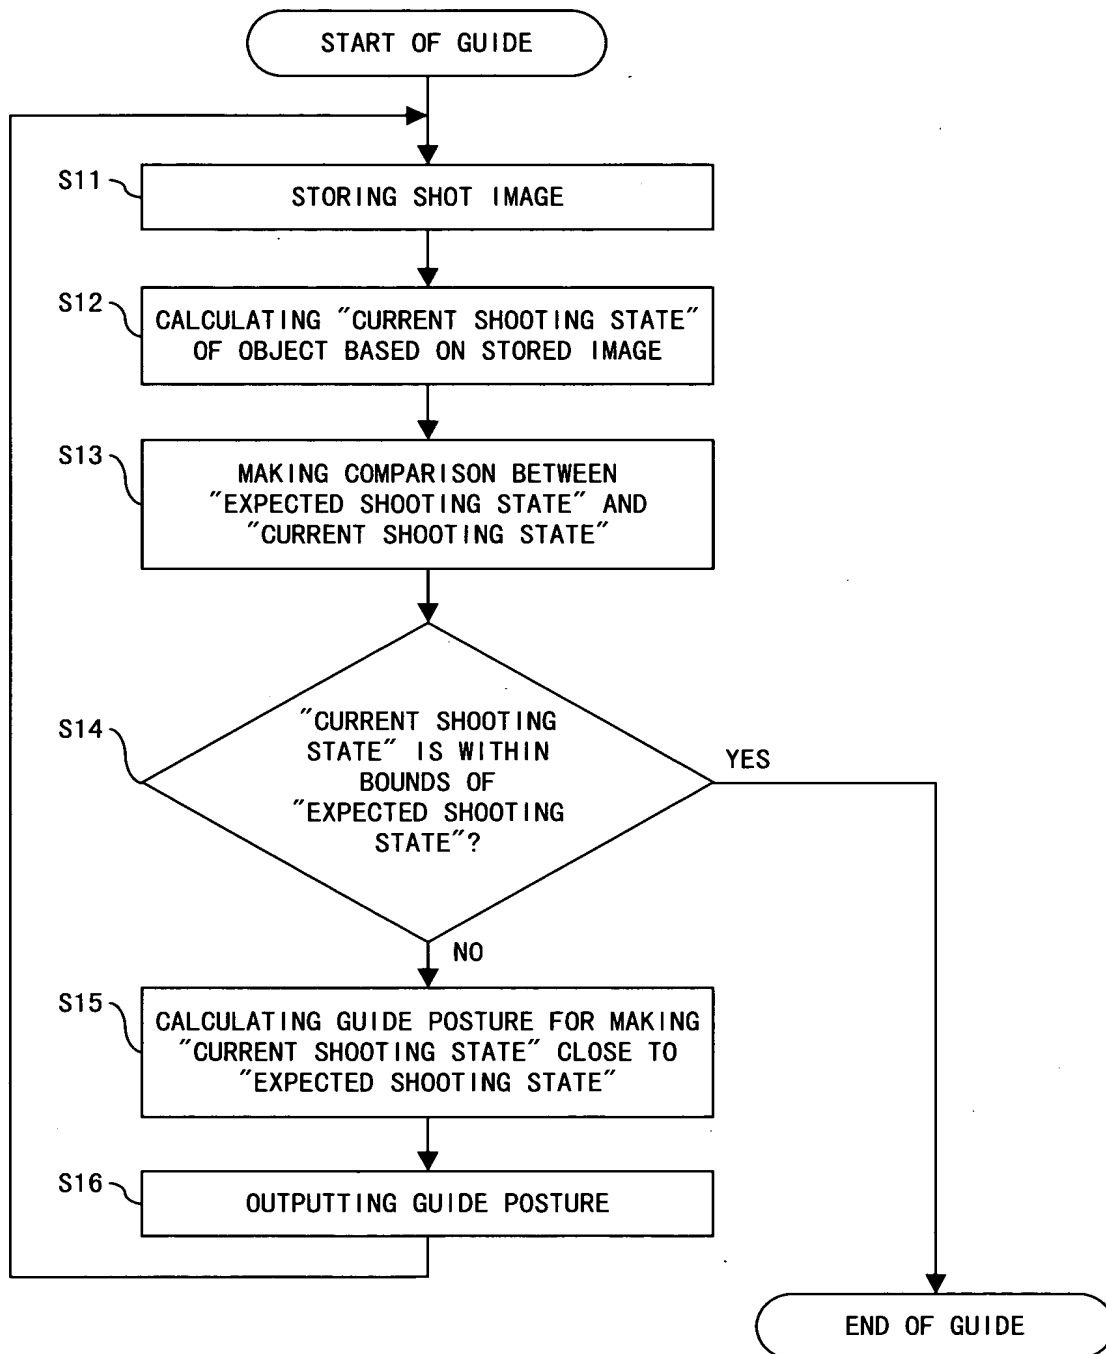 START OF GUIDE
S11
STORING SHOT IMAGE
S12
CALCULATING "CURRENT SHOOTING STATE"
OF OBJECT BASED ON STORED IMAGE
S13
MAKING COMPARISON BETWEEN
"EXPECTED SHOOTING STATE" AND
"CURRENT SHOOTING STATE"
S14
"CURRENT SHOOTING
STATE" IS WITHIN
BOUNDS OF
"EXPECTED SHOOTING
STATE"?
YES
NO
S15
CALCULATING GUIDE POSTURE FOR MAKING
"CURRENT SHOOTING STATE" CLOSE TO
"EXPECTED SHOOTING STATE"
S16
OUTPUTTING GUIDE POSTURE
END OF GUIDE